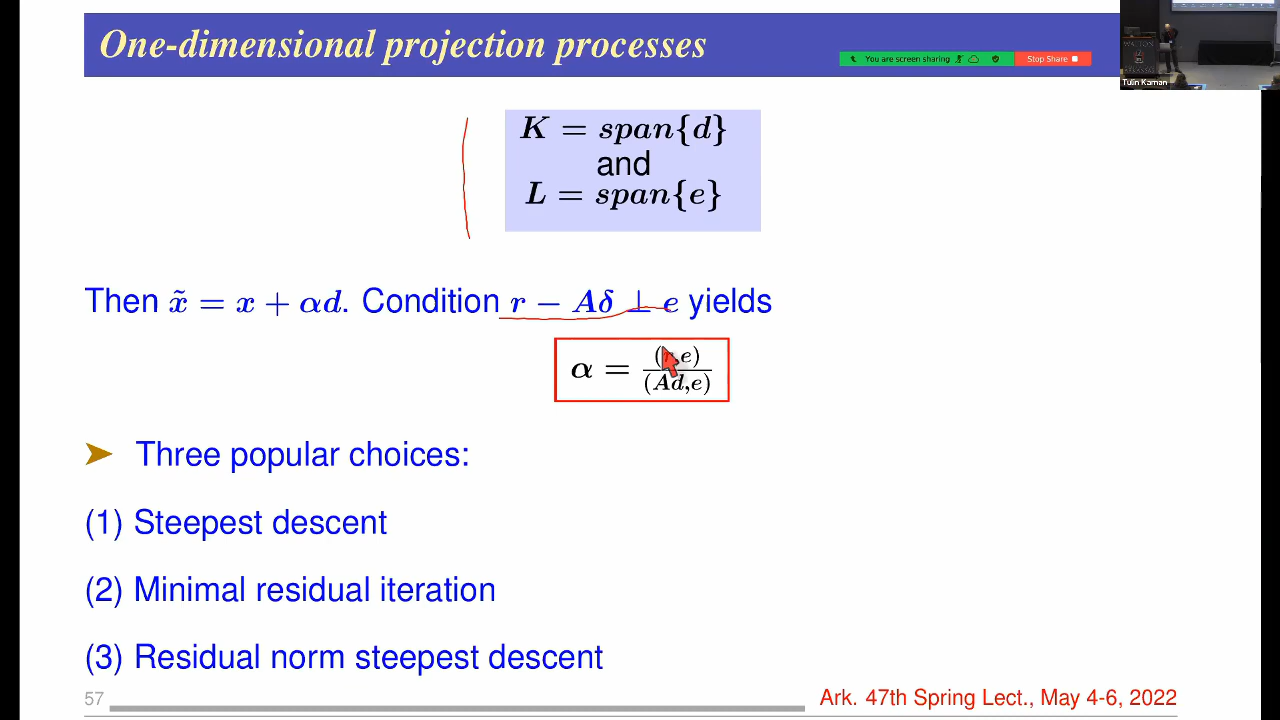 One-dimensional projection processes
You are screen sharing
Stop Share
WALTON
Tulin Kaman
K = span{d}
and
L = span{e}
Then x̃ = x + αd. Condition r − Aδ ⊥ e yields
α = (r,e)/(Ad,e)
➤ Three popular choices:
(1) Steepest descent
(2) Minimal residual iteration
(3) Residual norm steepest descent
57
Ark. 47th Spring Lect., May 4-6, 2022